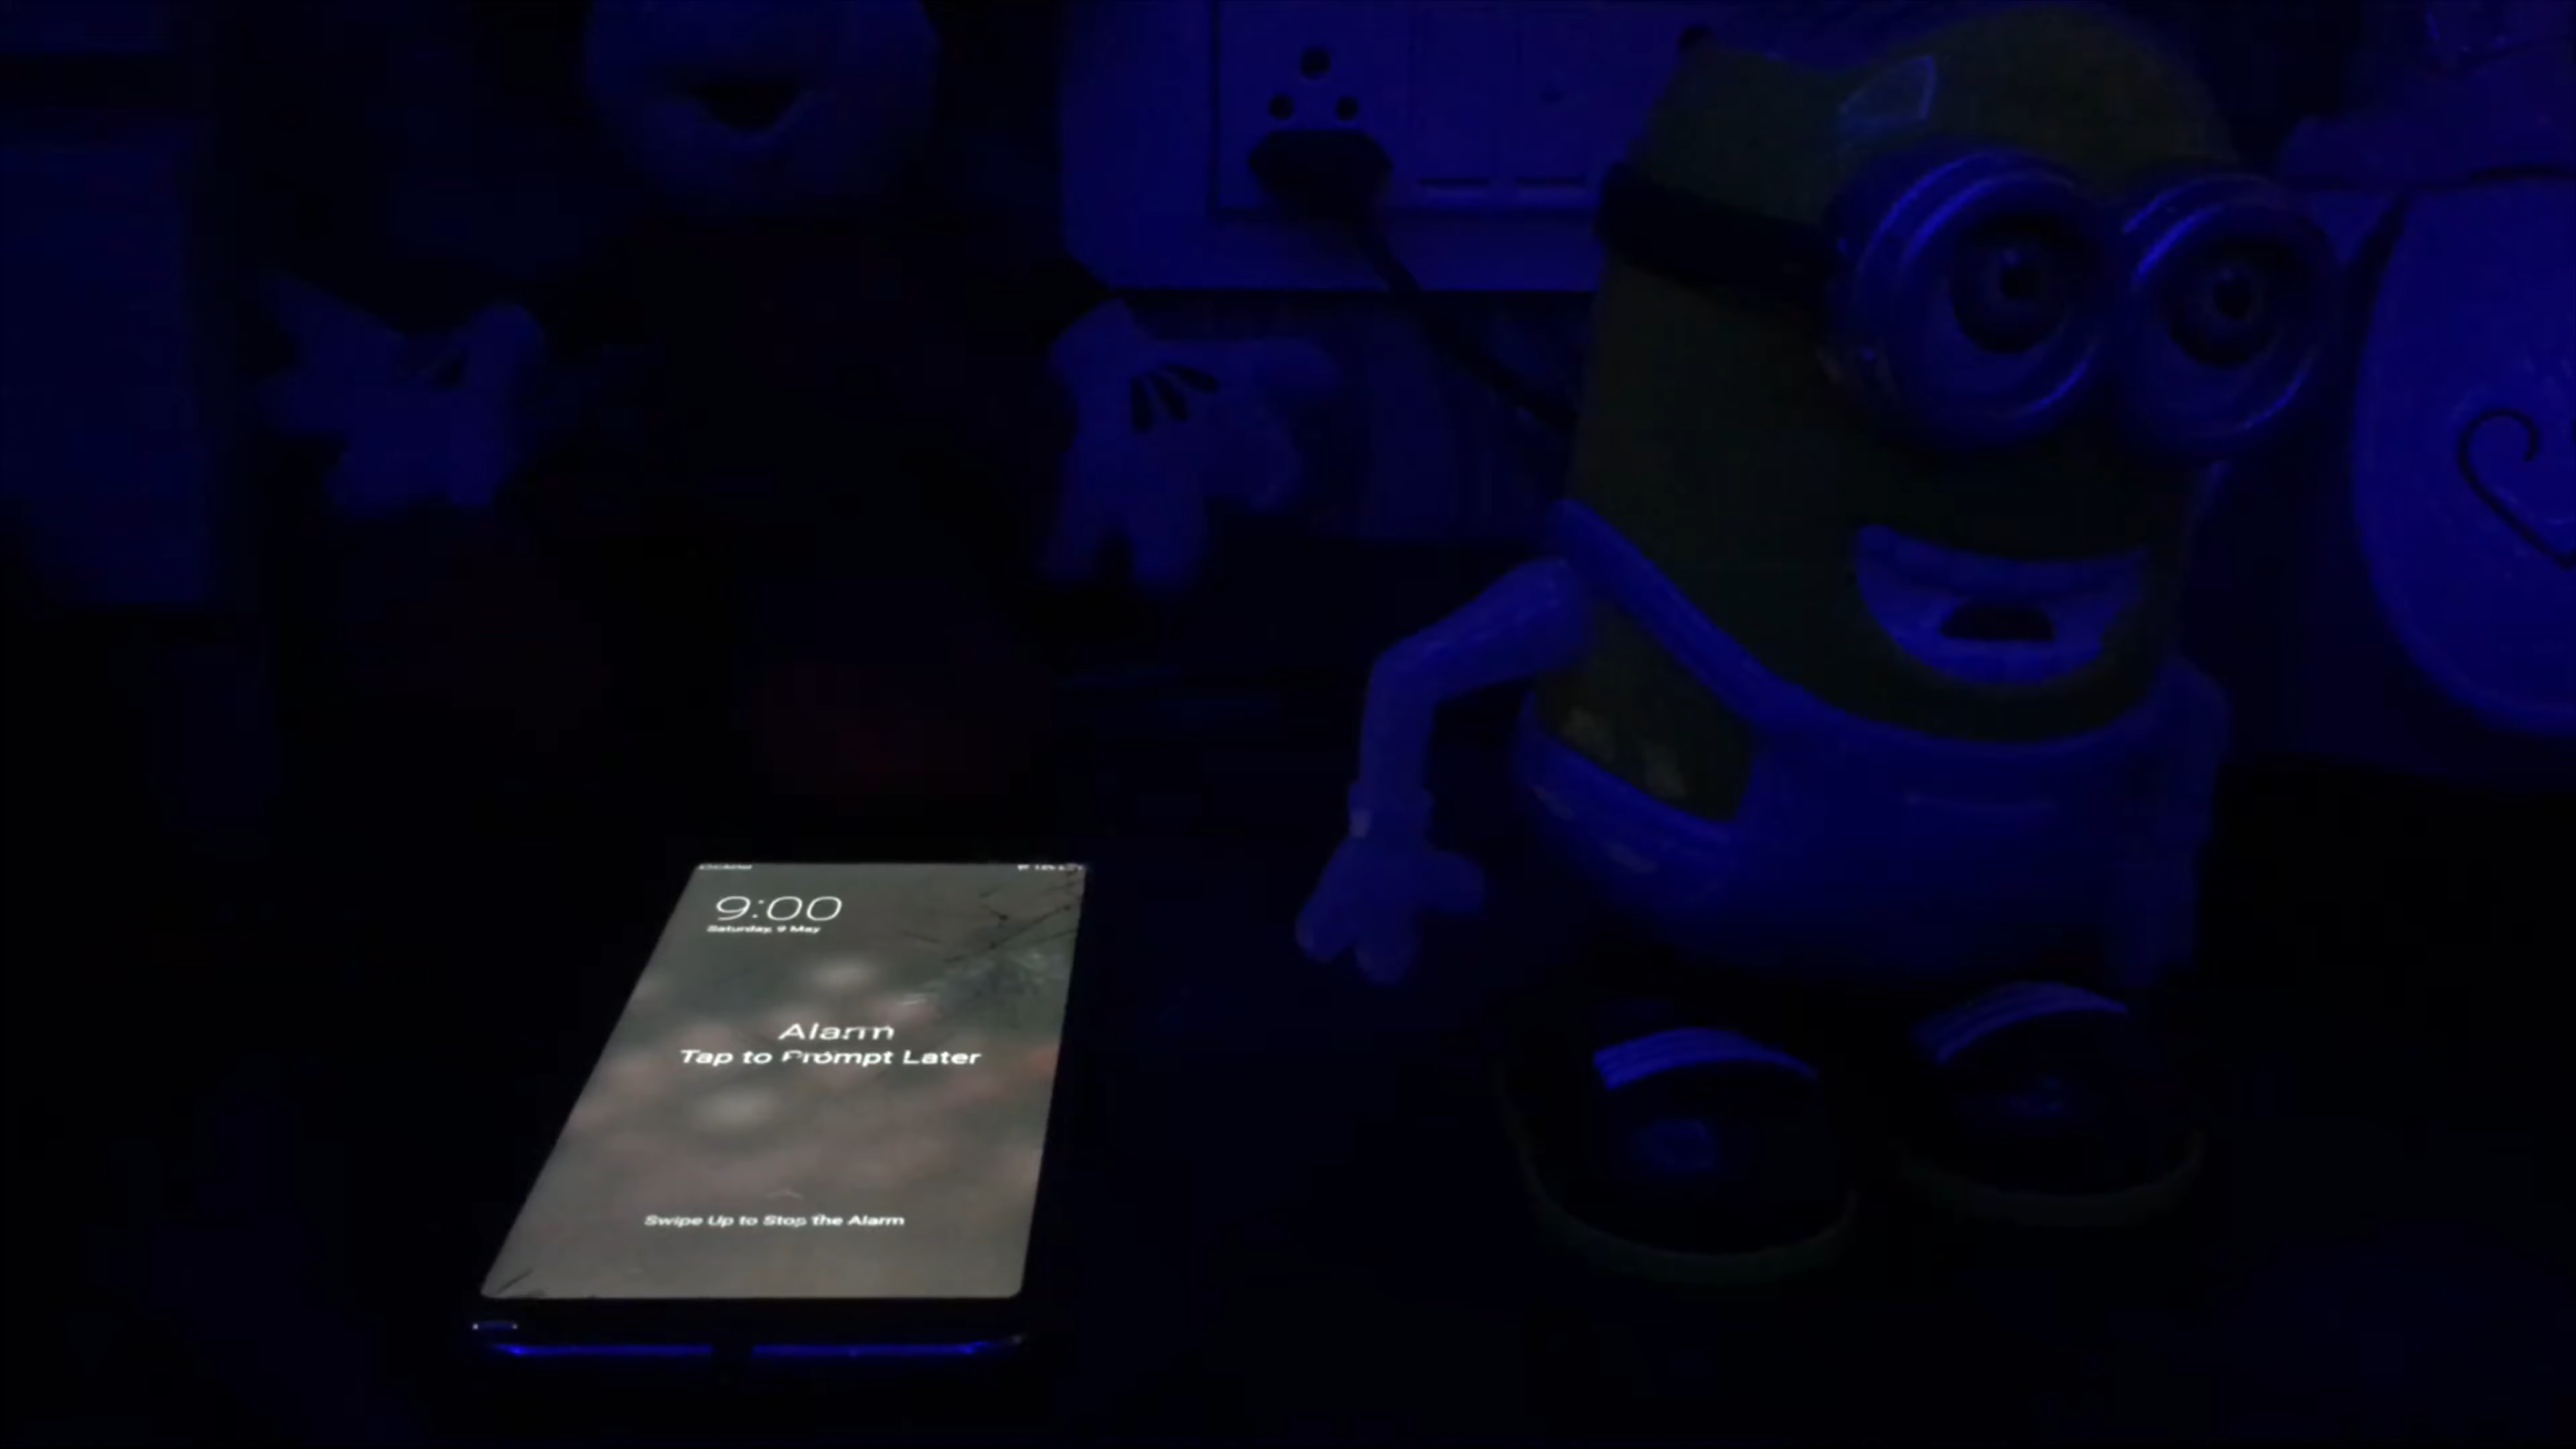 9:00
Saturday, 9 May
Alarm
Tap to Prompt Later
Swipe Up to Stop the Alarm